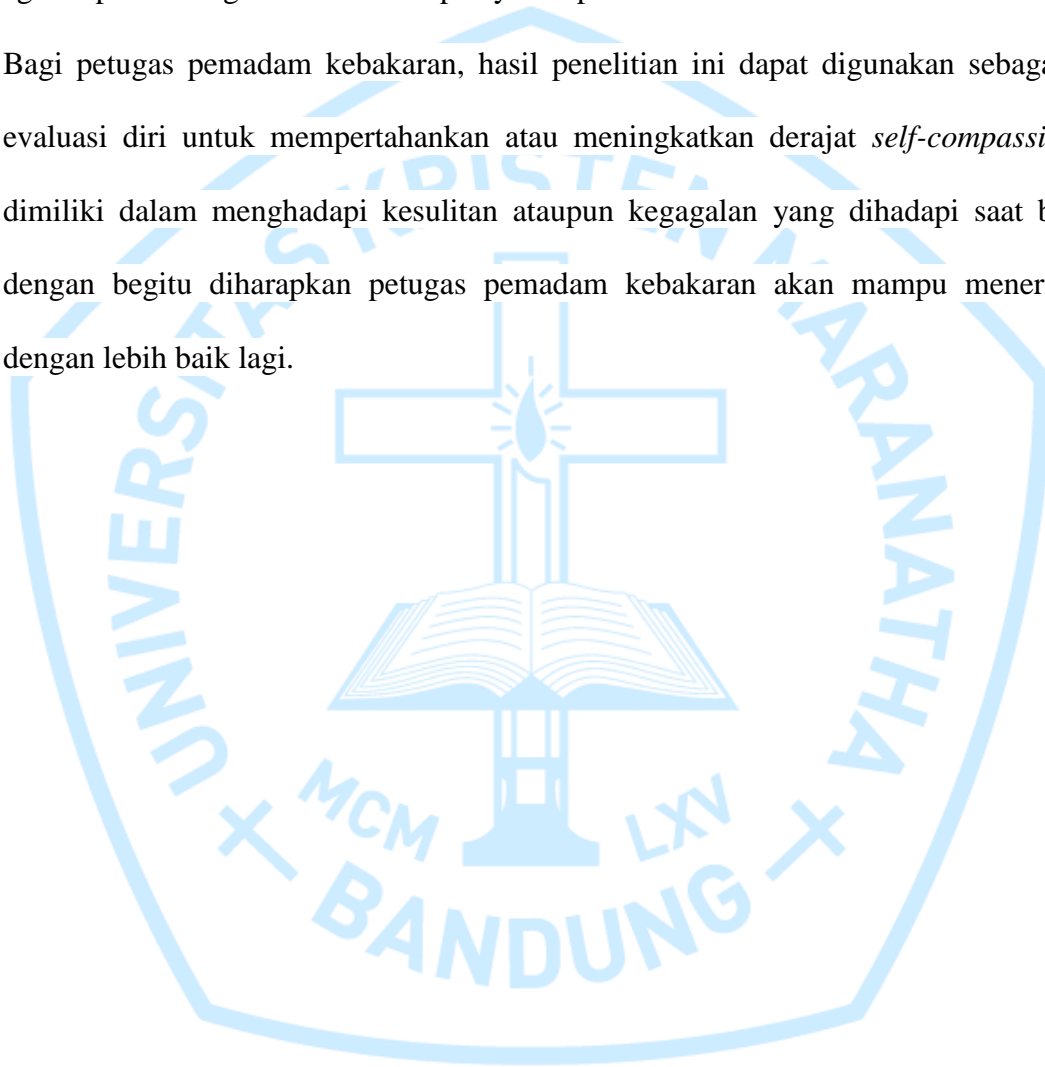 Bagi petugas pemadam kebakaran, hasil penelitian ini dapat digunakan sebaga
evaluasi diri untuk mempertahankan atau meningkatkan derajat self-compassi
dimiliki dalam menghadapi kesulitan ataupun kegagalan yang dihadapi saat b
dengan begitu diharapkan petugas pemadam kebakaran akan mampu mener
dengan lebih baik lagi.
UNIVERSITAS KRISTEN MARANATHA
MCM LXV
BANDUNG